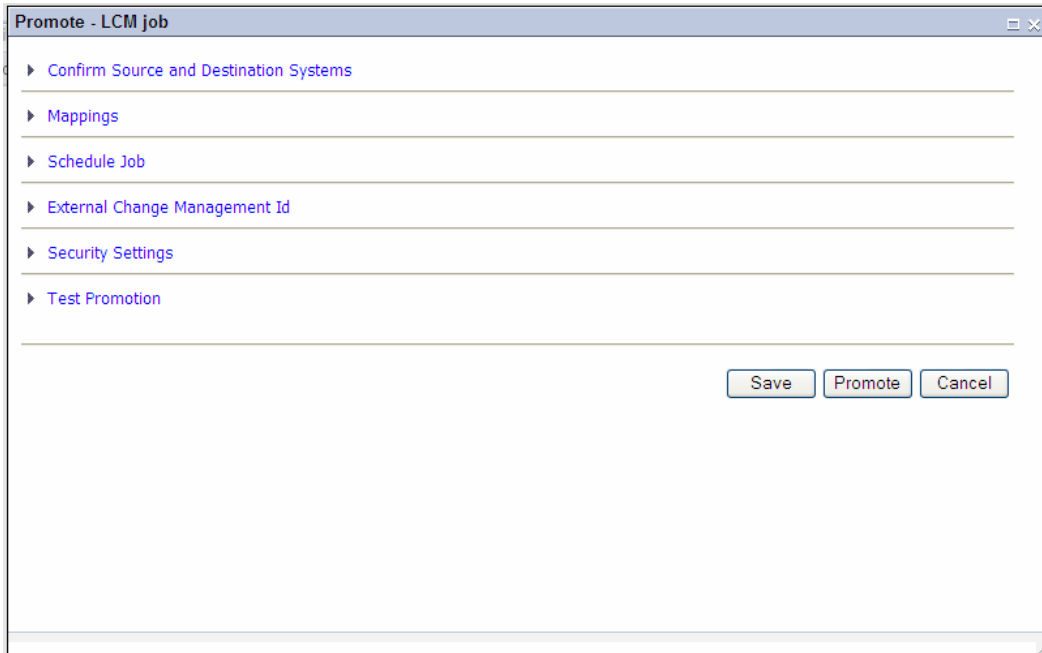 Promote - LCM job
Confirm Source and Destination Systems
Mappings
Schedule Job
External Change Management Id
Security Settings
Test Promotion
Save Promote Cancel